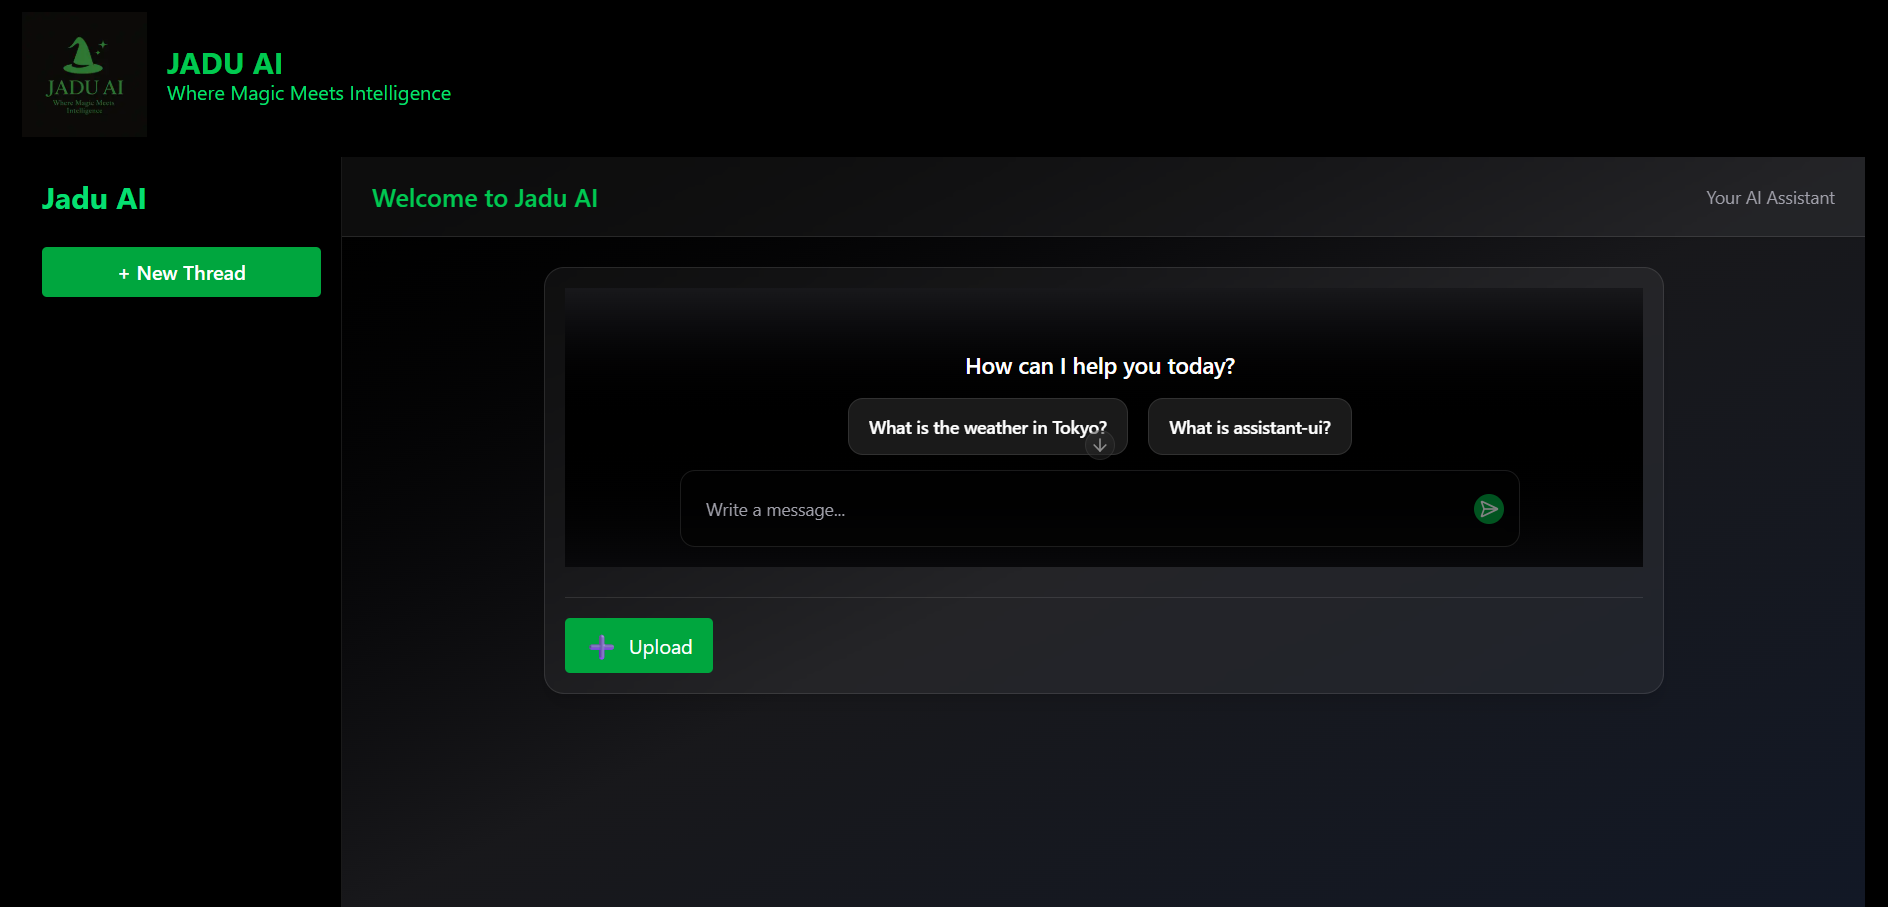 JADU AI
Where Magic Meets
Intelligence
JADU AI
Where Magic Meets Intelligence
Jadu AI
+ New Thread
Welcome to Jadu AI
Your AI Assistant
How can I help you today?
What is the weather in Tokyo?
What is assistant-ui?
Write a message...
Upload